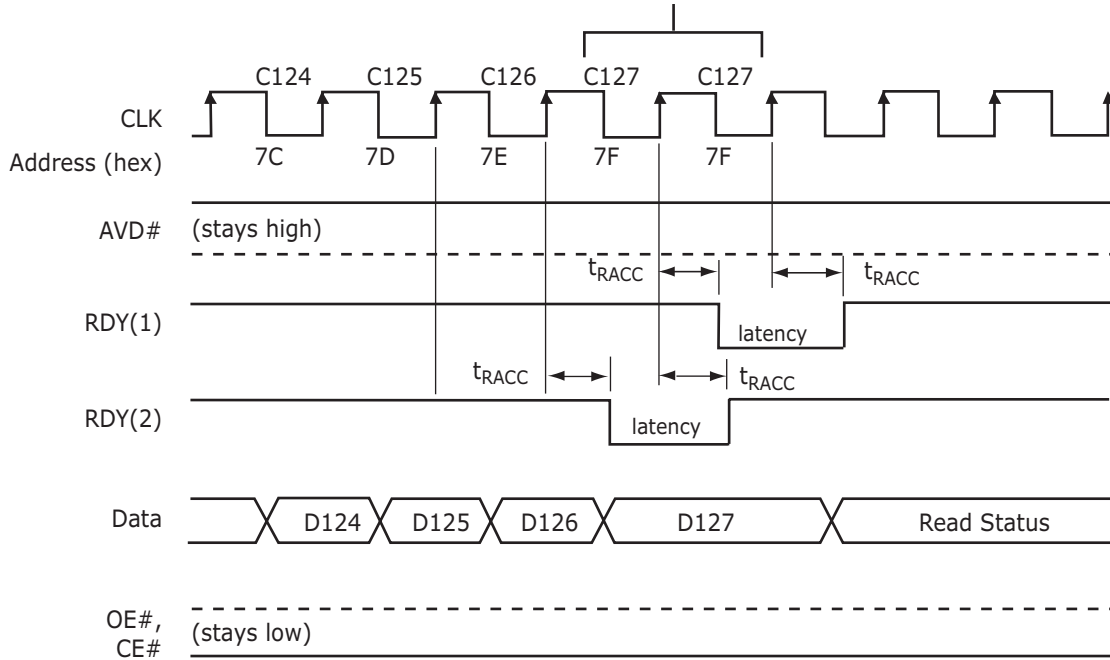 C124 C125 C126 C127 C127
CLK
Address (hex) 7C 7D 7E 7F 7F
AVD# (stays high)
tRACC tRACC
RDY(1)
latency
tRACC tRACC
RDY(2)
latency
Data D124 D125 D126 D127 Read Status
OE#,
CE#
(stays low)